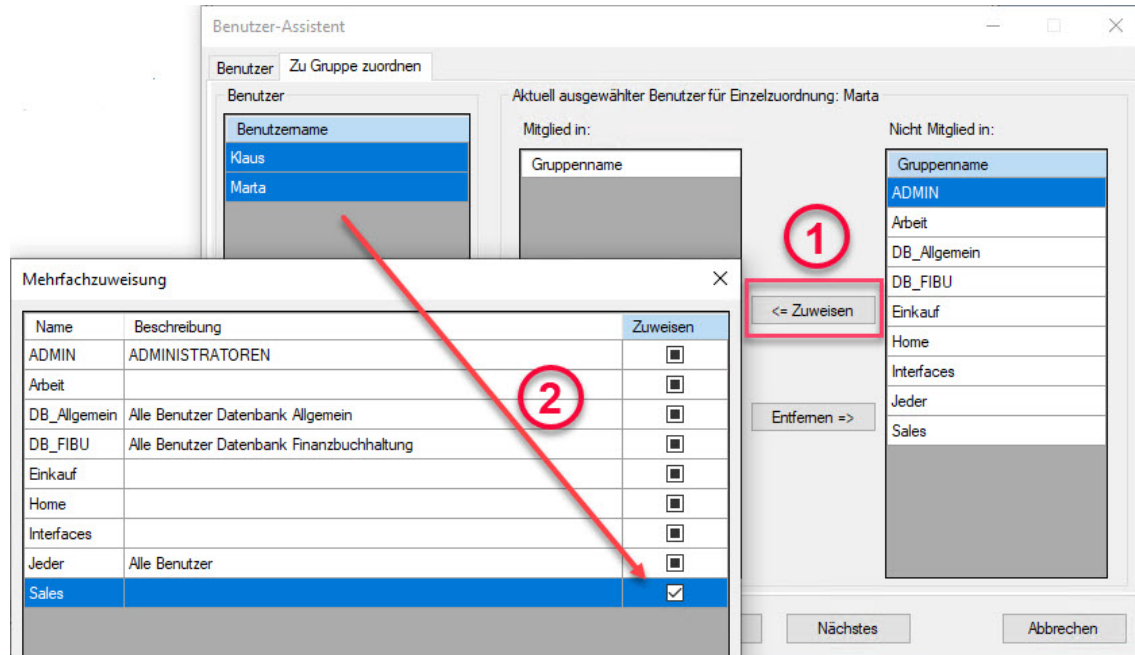 Benutzer-Assistent
Benutzer Zu Gruppe zuordnen
Benutzer
Benutzername
Klaus
Marta
Aktuell ausgewählter Benutzer für Einzelzuordnung: Marta
Mitglied in:
Gruppenname
1
<= Zuweisen
Entfernen =>
Nicht Mitglied in:
Gruppenname
ADMIN
Arbeit
DB_Allgemein
DB_FIBU
Einkauf
Home
Interfaces
Jeder
Sales
Mehrfachzuweisung
Name Beschreibung Zuweisen
ADMIN ADMINISTRATOREN
Arbeit
DB_Allgemein Alle Benutzer Datenbank Allgemein
DB_FIBU Alle Benutzer Datenbank Finanzbuchhaltung
Einkauf
Home
Interfaces
Jeder Alle Benutzer
Sales
2
Nächstes Abbrechen